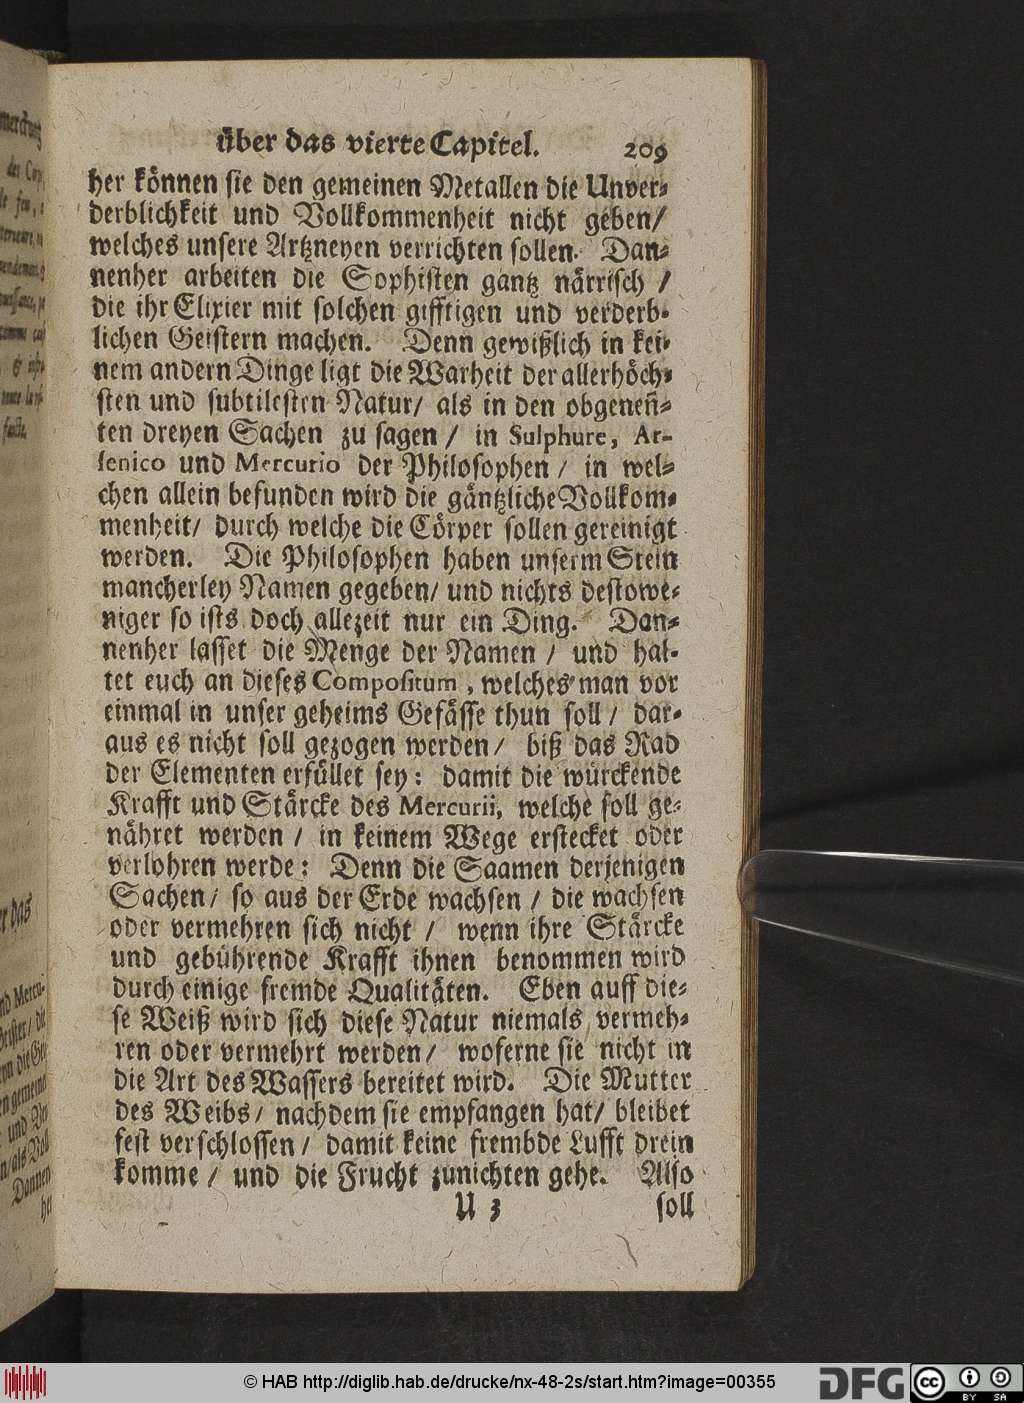 über das vierte Capitel. 209
her können sie den gemeinen Metallen die Unver-
derblichkeit und Vollkommenheit nicht geben/
welches unsere Artzneyen verrichten sollen. Dan-
nenher arbeiten die Sophisten gantz närrisch /
die ihr Elixier mit solchen gifftigen und verderb-
lichen Geistern machen. Denn gewißlich in kei-
nem andern Dinge ligt die Warheit der allerhöch-
sten und subtilesten Natur/ als in den obgenen̄-
ten dreyen Sachen zu sagen / in Sulphure, Ar-
senico und Mercurio der Philosophen / in wel-
chen allein befunden wird die gäntzliche Vollkom-
menheit/ durch welche die Cörper sollen gereinigt
werden. Die Philosophen haben unserm Stein
mancherley Namen gegeben/ und nichts destowe-
niger so ists doch allezeit nur ein Ding. Dan-
nenher lasset die Menge der Namen / und hal-
tet euch an dieses Compositum, welches man vor
einmal in unser geheims Gefässe thun soll / dar-
aus es nicht soll gezogen werden / biß das Rad
der Elementen erfüllet sey: damit die würckende
Krafft und Stärcke des Mercurii, welche soll ge-
nähret werden / in keinem Wege erstecket oder
verlohren werde: Denn die Saamen derjenigen
Sachen/ so aus der Erde wachsen / die wachsen
oder vermehren sich nicht / wenn ihre Stärcke
und gebührende Krafft ihnen benommen wird
durch einige fremde Qualitäten. Eben auff die-
se Weiß wird sich diese Natur niemals vermeh-
ren oder vermehrt werden/ woferne sie nicht in
die Art des Wassers bereitet wird. Die Mutter
des Weibs/ nachdem sie empfangen hat/ bleibet
fest verschlossen / damit keine frembde Lufft drein
komme / und die Frucht zunichten gehe. Also
U 3 soll
© HAB http://diglib.hab.de/drucke/nx-48-2s/start.htm?image=00355
DFG
cc BY SA